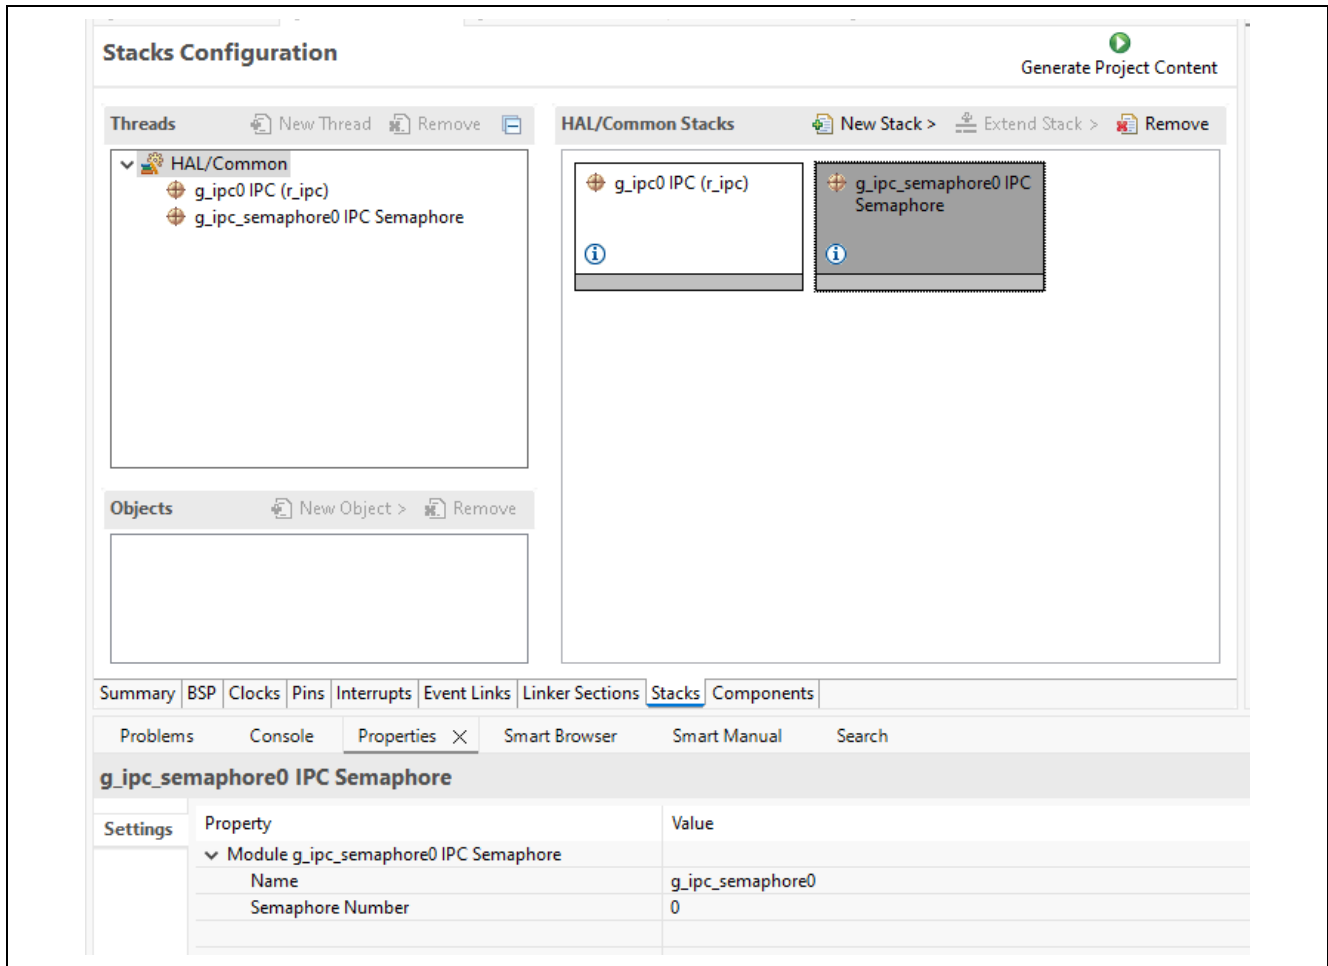 Stacks Configuration
Generate Project Content
Threads
New Thread
Remove
HAL/Common Stacks
New Stack >
Extend Stack >
Remove
HAL/Common
g_ipc0 IPC (r_ipc)
g_ipc_semaphore0 IPC Semaphore
g_ipc0 IPC (r_ipc)
g_ipc_semaphore0 IPC
Semaphore
Objects
New Object >
Remove
Summary BSP Clocks Pins Interrupts Event Links Linker Sections Stacks Components
Problems Console Properties Smart Browser Smart Manual Search
g_ipc_semaphore0 IPC Semaphore
Settings
Property Value
Module g_ipc_semaphore0 IPC Semaphore
Name g_ipc_semaphore0
Semaphore Number 0